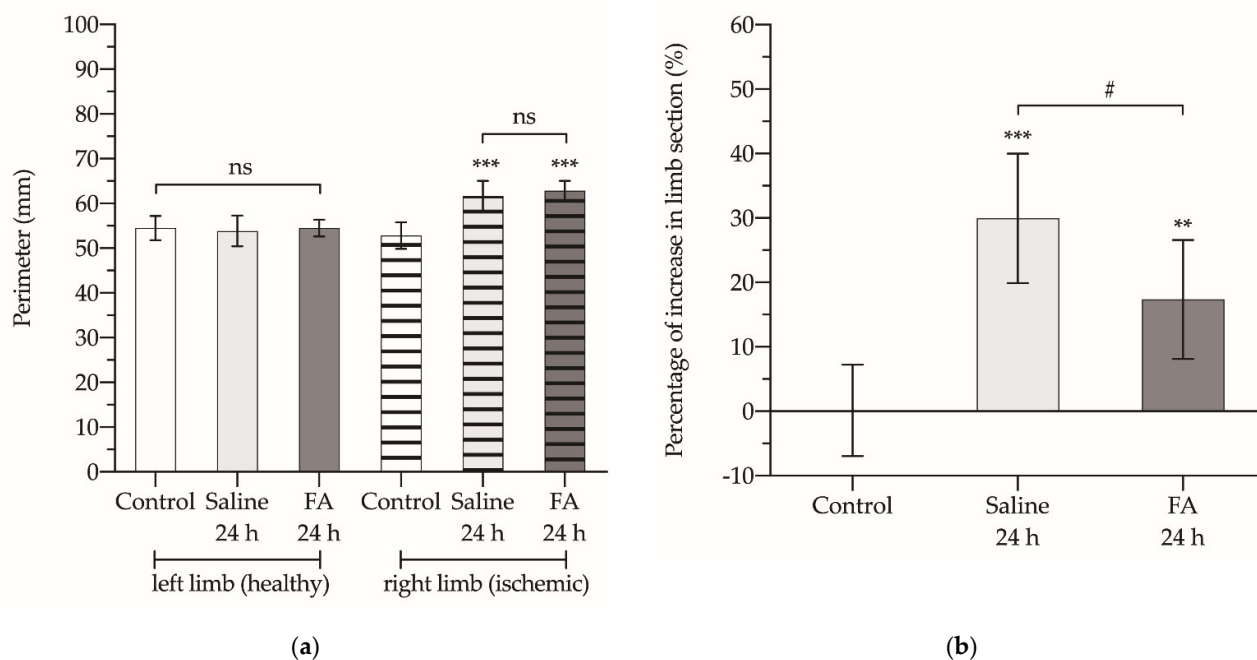 100
90
80
70
60
50
40
30
20
10
0
Perimeter (mm)
ns
ns
***
***
Control
Saline
24 h
FA
24 h
Control
Saline
24 h
FA
24 h
left limb (healthy)
right limb (ischemic)
(a)
60
50
40
30
20
10
0
-10
Percentage of increase in limb section (%)
#
***
**
Control
Saline
24 h
FA
24 h
(b)